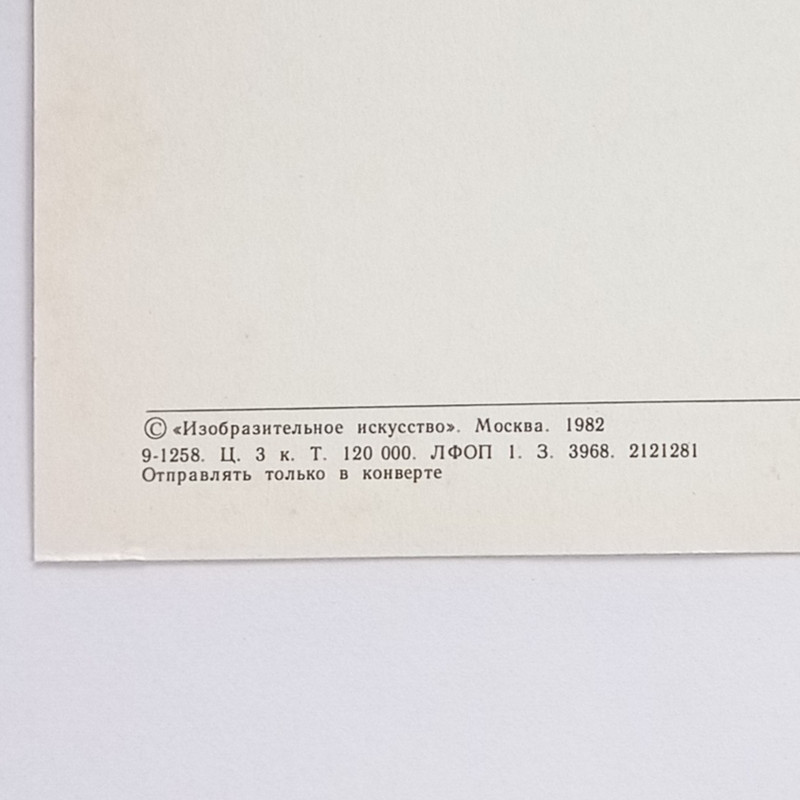 © «Изобразительное искусство». Москва. 1982
9-1258. Ц. 3 к. Т. 120 000. ЛФОП 1. З. 3968. 2121281
Отправлять только в конверте